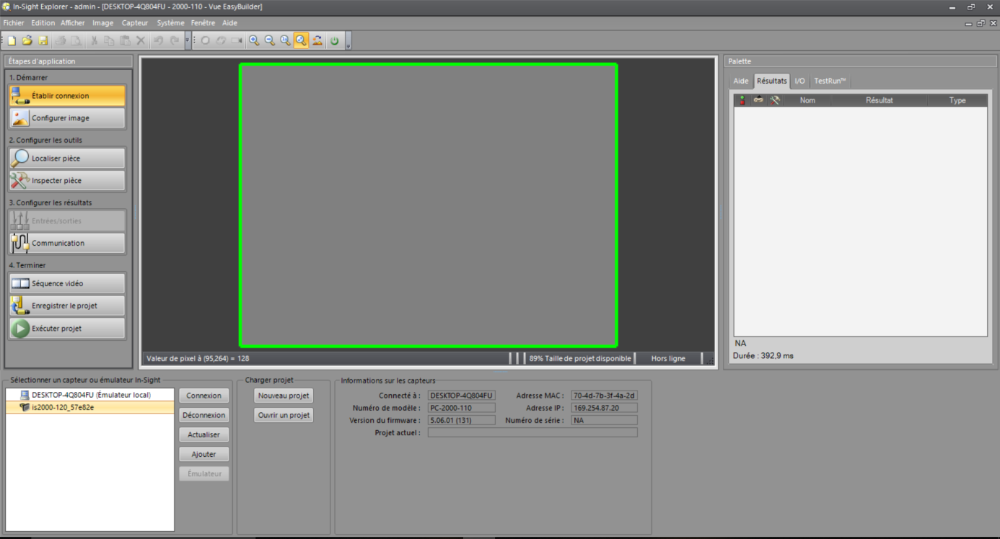 In-Sight Explorer - admin - [DESKTOP-4Q804FU - 2000-110 - Vue EasyBuilder]
Fichier Edition Afficher Image Capteur Système Fenêtre Aide
Étapes d'application
1. Démarrer
Établir connexion
Configurer image
2. Configurer les outils
Localiser pièce
Inspecter pièce
3. Configurer les résultats
Entrées/sorties
Communication
4. Terminer
Séquence vidéo
Enregistrer le projet
Exécuter projet
Valeur de pixel à (95,264) = 128
89% Taille de projet disponible
Hors ligne
Palette
Aide Résultats I/O TestRun™
Nom Résultat Type
NA
Durée : 392,9 ms
Sélectionner un capteur ou émulateur In-Sight
DESKTOP-4Q804FU (Émulateur local)
is2000-120_57e82e
Connexion
Déconnexion
Actualiser
Ajouter
Émulateur
Charger projet
Nouveau projet
Ouvrir un projet
Informations sur les capteurs
Connecté à : DESKTOP-4Q804FU Adresse MAC : 70-4d-7b-3f-4a-2d
Numéro de modèle : PC-2000-110 Adresse IP : 169.254.87.20
Version du firmware : 5.06.01 (131) Numéro de série : NA
Projet actuel :